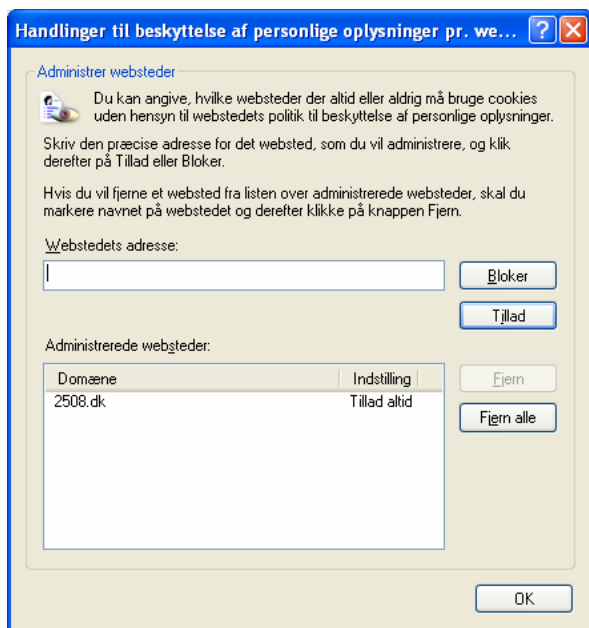 Handlinger til beskyttelse af personlige oplysninger pr. we...
Administrer websteder
Du kan angive, hvilke websteder der altid eller aldrig må bruge cookies
uden hensyn til webstedets politik til beskyttelse af personlige oplysninger.
Skriv den præcise adresse for det websted, som du vil administrere, og klik
derefter på Tillad eller Bloker.
Hvis du vil fjerne et websted fra listen over administrerede websteder, skal du
markere navnet på webstedet og derefter klikke på knappen Fjern.
Webstedets adresse:
Bloker
Tillad
Administrerede websteder:
Domæne Indstilling
Fjern
2508.dk Tillad altid
Fjern alle
OK